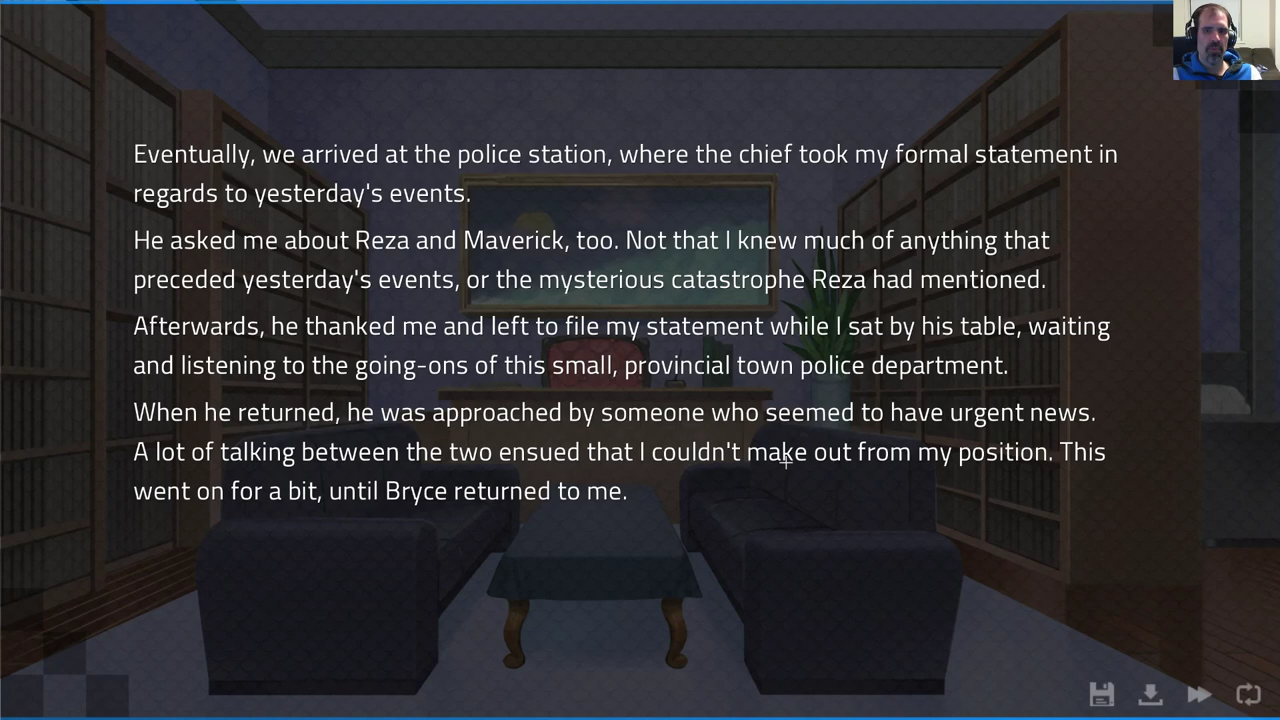 Eventually, we arrived at the police station, where the chief took my formal statement in
regards to yesterday's events.
He asked me about Reza and Maverick, too. Not that I knew much of anything that
preceded yesterday's events, or the mysterious catastrophe Reza had mentioned.
Afterwards, he thanked me and left to file my statement while I sat by his table, waiting
and listening to the going-ons of this small, provincial town police department.
When he returned, he was approached by someone who seemed to have urgent news.
A lot of talking between the two ensued that I couldn't make out from my position. This
went on for a bit, until Bryce returned to me.